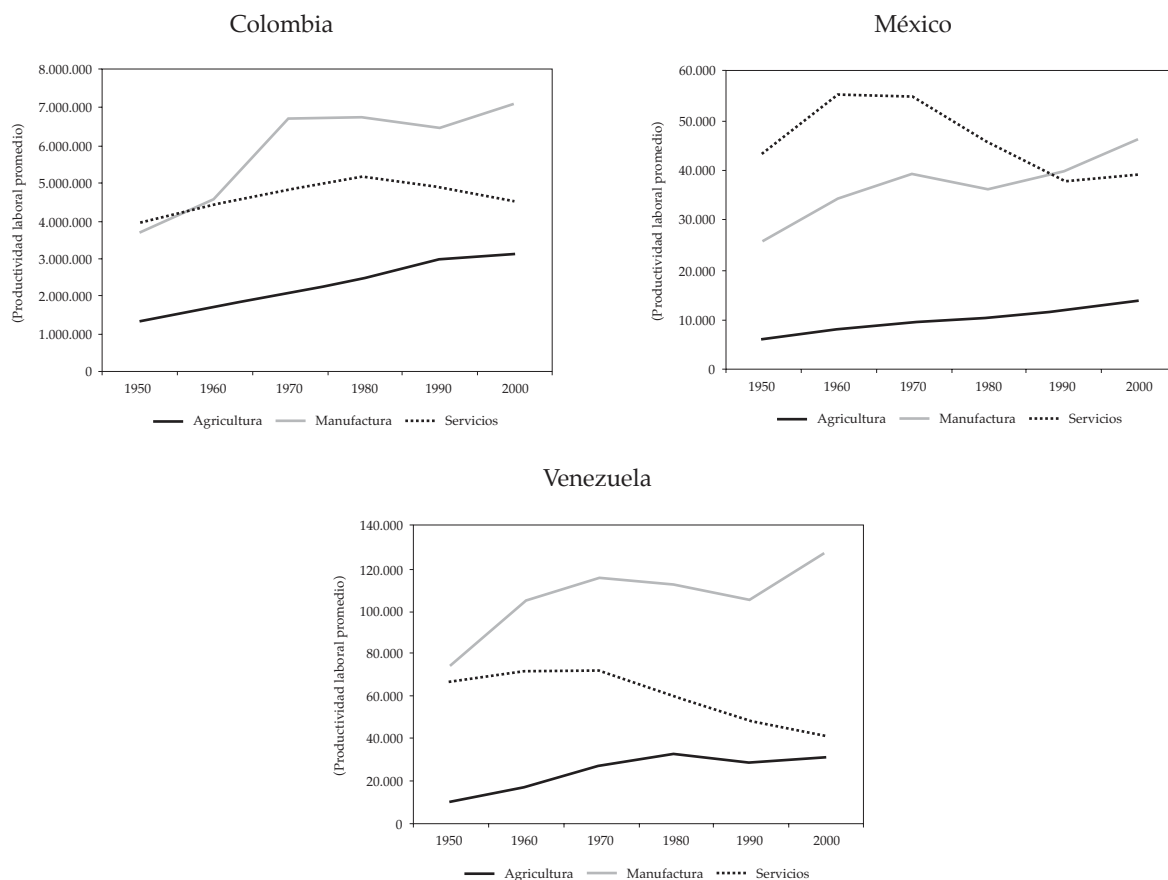 Colombia
(Productividad laboral promedio)
8.000.000
7.000.000
6.000.000
5.000.000
4.000.000
3.000.000
2.000.000
1.000.000
0
1950 1960 1970 1980 1990 2000
Agricultura Manufactura Servicios
México
(Productividad laboral promedio)
60.000
50.000
40.000
30.000
20.000
10.000
0
1950 1960 1970 1980 1990 2000
Agricultura Manufactura Servicios
Venezuela
(Productividad laboral promedio)
140.000
120.000
100.000
80.000
60.000
40.000
20.000
0
1950 1960 1970 1980 1990 2000
Agricultura Manufactura Servicios